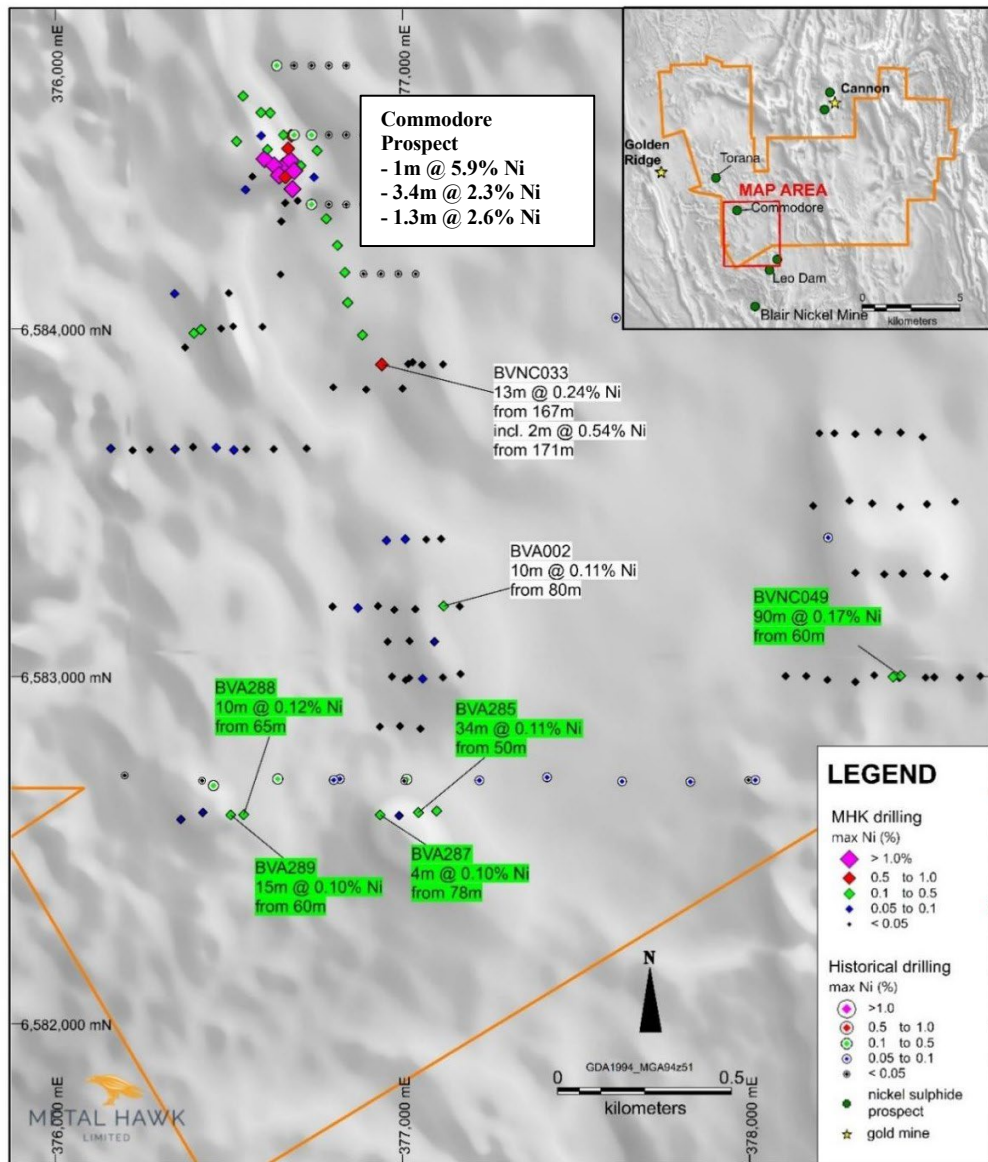 376,000 mE
377,000 mE
Commodore
Prospect
- 1m @ 5.9% Ni
- 3.4m @ 2.3% Ni
- 1.3m @ 2.6% Ni
Cannon
Golden
Ridge
Torana
MAP AREA
Commodore
Leo Dam
Blair Nickel Mine
0 5
kilometers
6,584,000 mN
BVNC033
13m @ 0.24% Ni
from 167m
incl. 2m @ 0.54% Ni
from 171m
BVA002
10m @ 0.11% Ni
from 80m
BVNC049
90m @ 0.17% Ni
from 60m
6,583,000 mN
BVA288
10m @ 0.12% Ni
from 65m
BVA285
34m @ 0.11% Ni
from 50m
BVA289
15m @ 0.10% Ni
from 60m
BVA287
4m @ 0.10% Ni
from 78m
LEGEND
MHK drilling
max Ni (%)
> 1.0%
0.5 to 1.0
0.1 to 0.5
0.05 to 0.1
< 0.05
Historical drilling
max Ni (%)
>1.0
0.5 to 1.0
0.1 to 0.5
0.05 to 0.1
< 0.05
nickel sulphide
prospect
gold mine
N
6,582,000 mN
GDA1994_MGA94z51
0 0.5
kilometers
METAL HAWK
LIMITED
376,000 mE
377,000 mE
378,000 mE